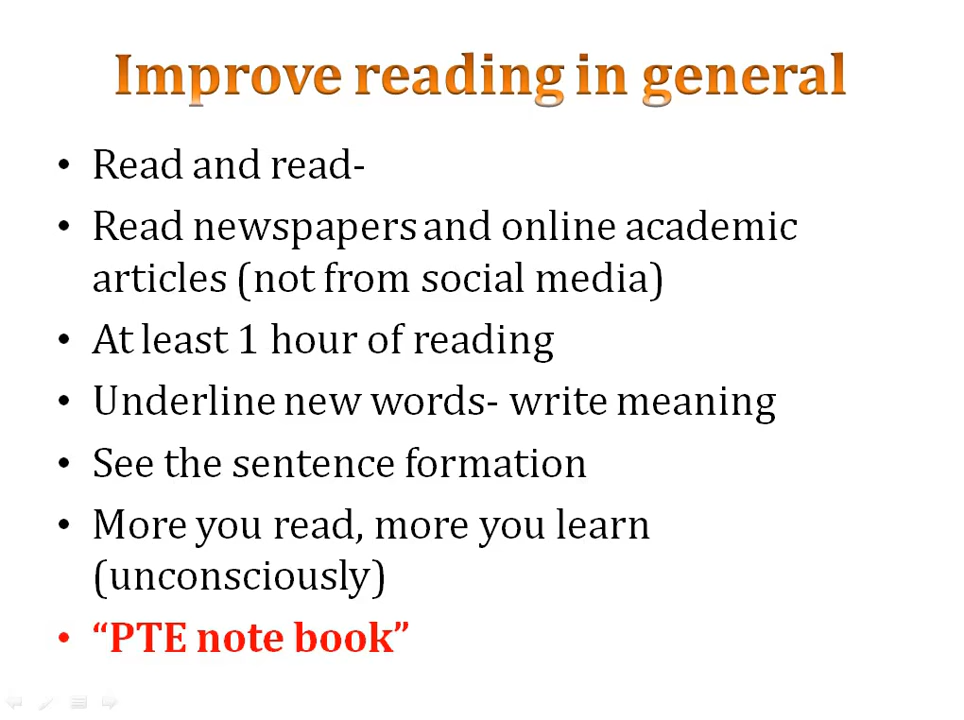 Improve reading in general
• Read and read-
• Read newspapers and online academic
articles (not from social media)
• At least 1 hour of reading
• Underline new words- write meaning
• See the sentence formation
• More you read, more you learn
(unconsciously)
• “PTE note book”